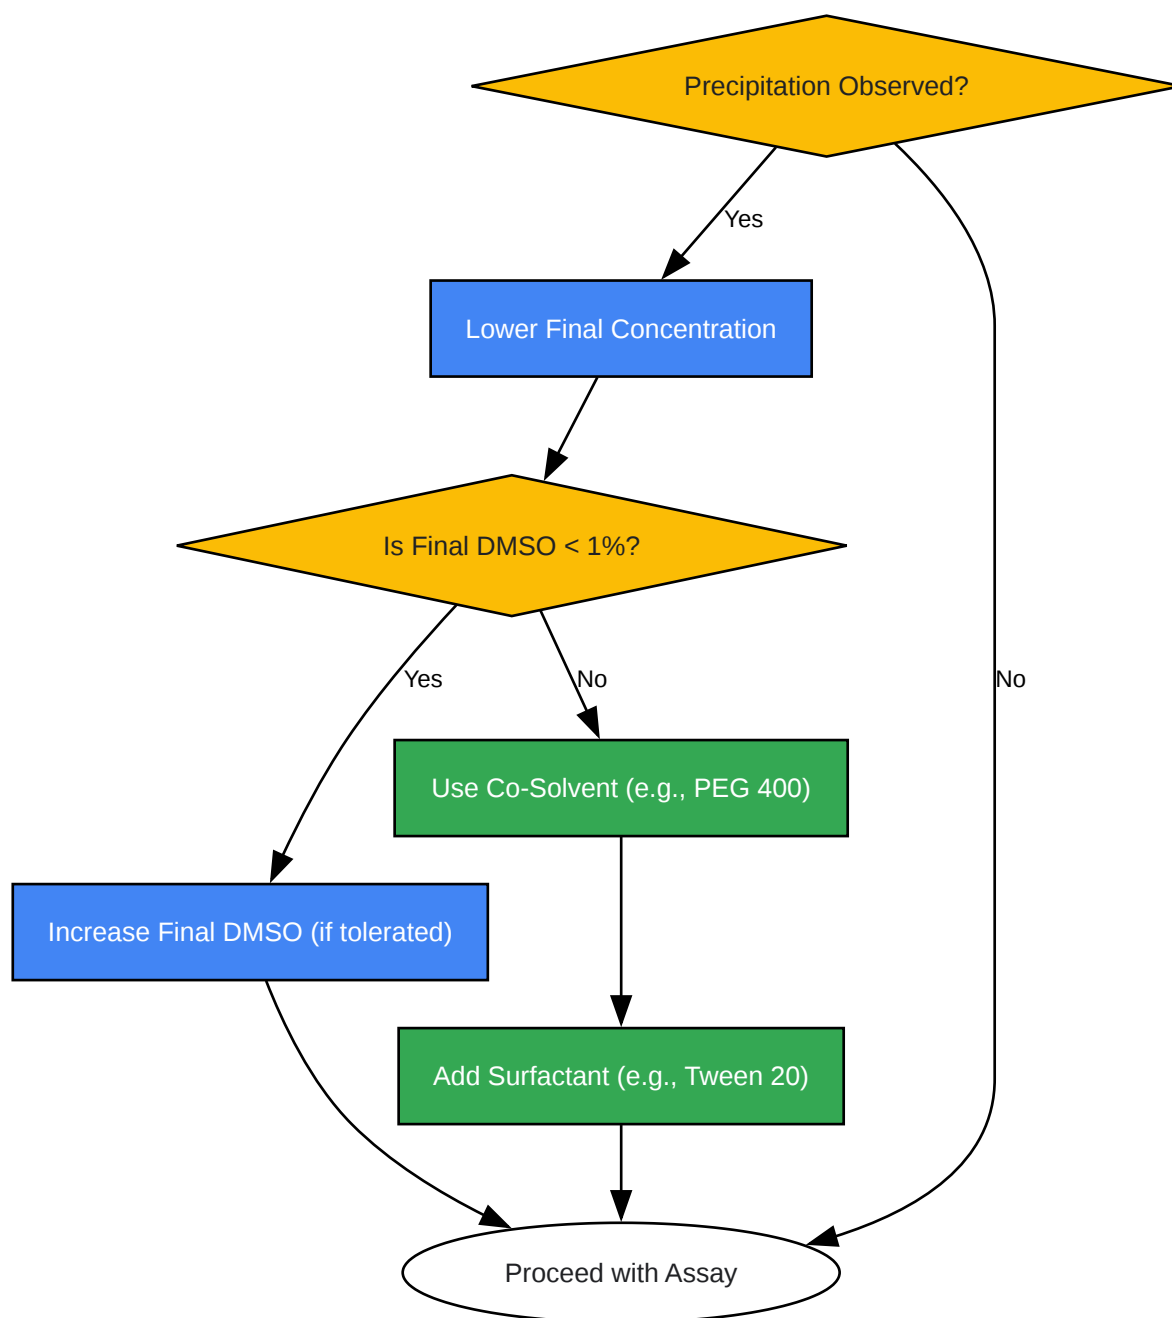 Precipitation Observed?
Yes
Lower Final Concentration
Is Final DMSO < 1%?
Yes
No
No
Use Co-Solvent (e.g., PEG 400)
Increase Final DMSO (if tolerated)
Add Surfactant (e.g., Tween 20)
Proceed with Assay